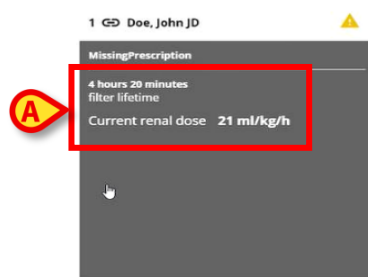 1 Doe, John JD
MissingPrescription
4 hours 20 minutes
filter lifetime
A
Current renal dose 21 ml/kg/h